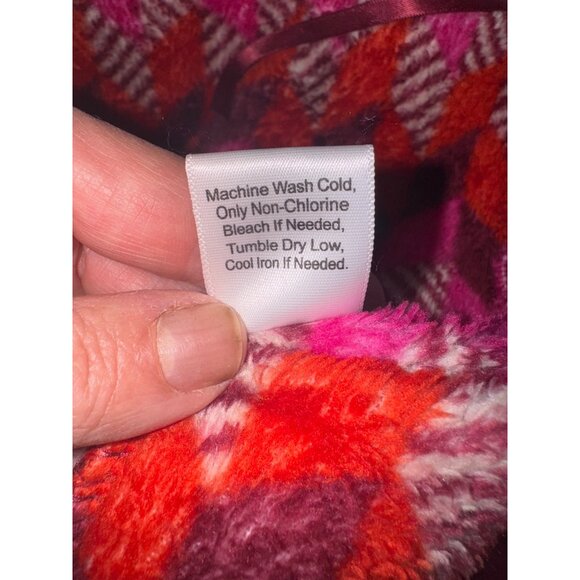 Machine Wash Cold,
Only Non-Chlorine
Bleach If Needed,
Tumble Dry Low,
Cool Iron If Needed.